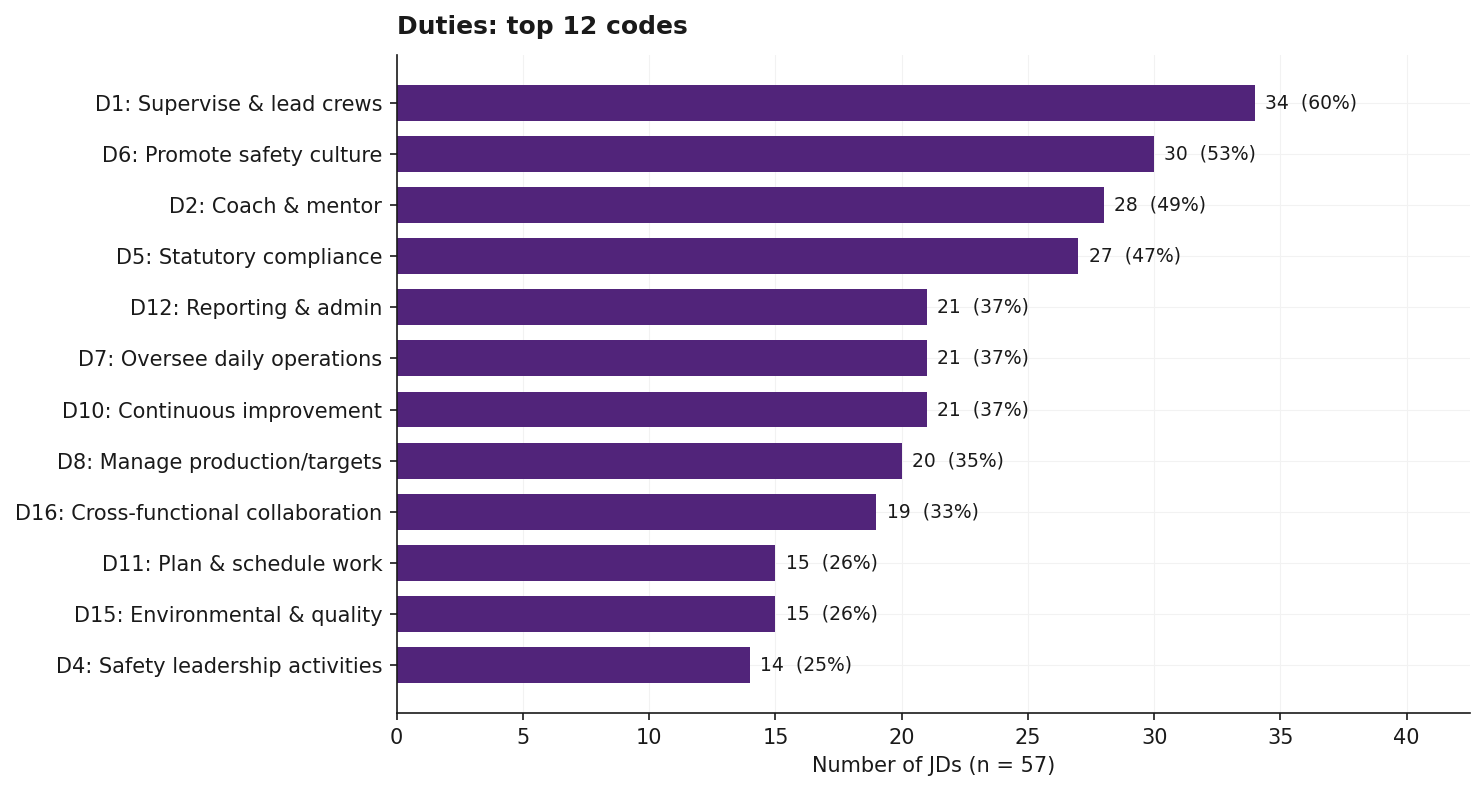 Duties: top 12 codes
D1: Supervise & lead crews 34 (60%)
D6: Promote safety culture 30 (53%)
D2: Coach & mentor 28 (49%)
D5: Statutory compliance 27 (47%)
D12: Reporting & admin 21 (37%)
D7: Oversee daily operations 21 (37%)
D10: Continuous improvement 21 (37%)
D8: Manage production/targets 20 (35%)
D16: Cross-functional collaboration 19 (33%)
D11: Plan & schedule work 15 (26%)
D15: Environmental & quality 15 (26%)
D4: Safety leadership activities 14 (25%)
0 5 10 15 20 25 30 35 40
Number of JDs (n = 57)